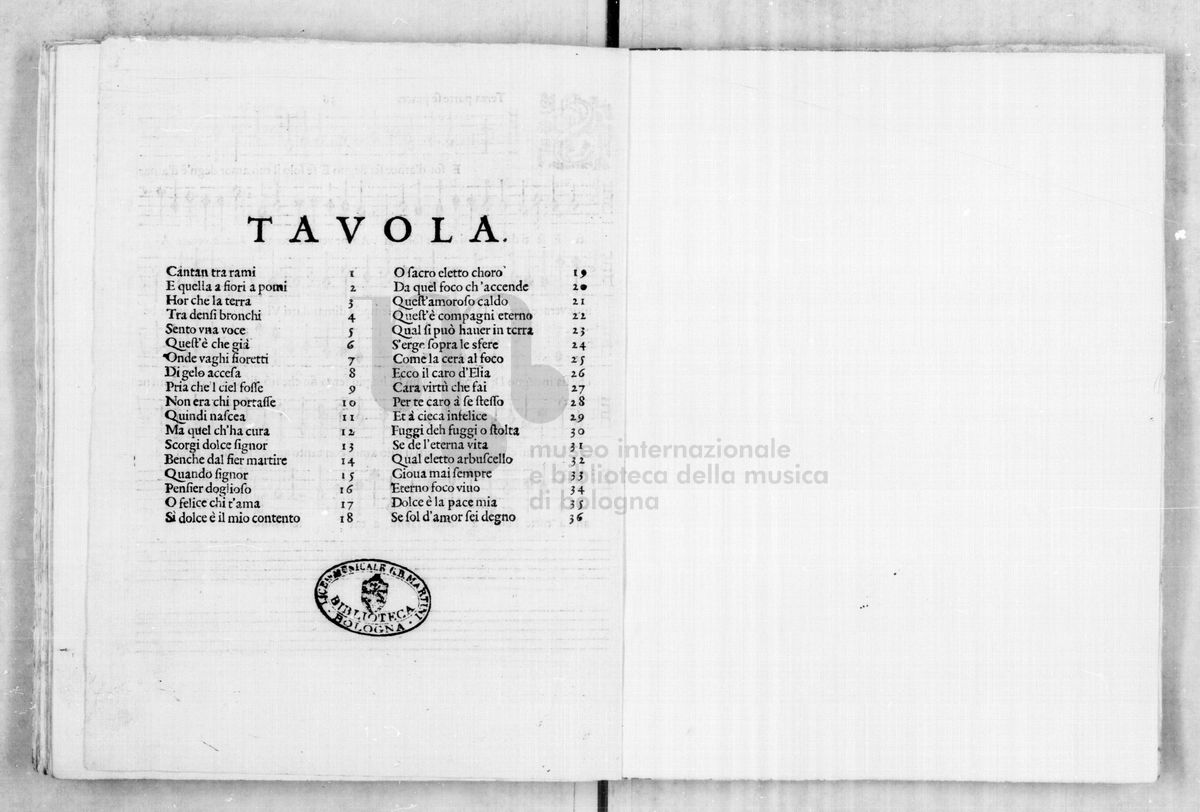 TAVOLA.
Cantan tra rami 1
E quella a fiori a pomi 2
Hor che la terra 3
Tra densi bronchi 4
Sento vna voce 5
Quest'è che già 6
Onde vaghi fioretti 7
Di gelo accesa 8
Pria che'l ciel fosse 9
Non era chi portasse 10
Quindi nascea 11
Ma quel ch'ha cura 12
Scorgi dolce signor 13
Benche dal fier martire 14
Quando signor 15
Pensier doglioso 16
O felice chi t'ama 17
Sì dolce è il mio contento 18
O sacro eletto choro 19
Da quel foco ch'accende 20
Quest'amoroso caldo 21
Quest'è compagni eterno 22
Qual si può hauer in terra 23
S'erge sopra le sfere 24
Come la cera al foco 25
Ecco il caro d'Elia 26
Cara virtù che fai 27
Per te caro à se stesso 28
Et à cieca infelice 29
Fuggi deh fuggi o stolta 30
Se de l'eterna vita 31
Qual eletto arbuscello 32
Gioua mai sempre 33
Eterno foco viuo 34
Dolce è la pace mia 35
Se sol d'amor sei degno 36
museo internazionale
e biblioteca della musica
di bologna
LICEO MUSICALE G.B. MARTINI
BIBLIOTECA
BOLOGNA